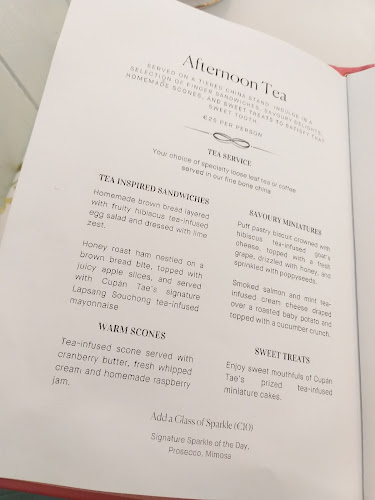 Afternoon Tea
SERVED ON A TIERED CHINA STAND, INDULGE IN A
SELECTION OF FINGER SANDWICHES, SAVOURY DELIGHTS,
HOMEMADE SCONES, AND SWEET TREATS TO SATISFY THAT
SWEET TOOTH
PER PERSON
TEA SERVICE
Your choice of specialty loose leaf tea or coffee
served in our fine bone china
TEA INSPIRED SANDWICHES
Homemade brown bread layered
with fruity hibiscus tea-infused
egg salad and dressed with lime
zest.
Honey roast ham nestled on a
brown bread bite, topped with
juicy apple slices, and served
with Cupán Tae's signature
Lapsang Souchong tea-infused
mayonnaise
WARM SCONES
Tea-infused scone served with
cranberry butter, fresh whipped
cream and homemade raspberry
jam.
SAVOURY MINIATURES
Puff pastry biscuit crowned with
hibiscus tea-infused goat's
cheese, topped with a fresh
grape, drizzled with honey, and
sprinkled with poppyseeds.
Smoked salmon and mint tea-
infused cream cheese draped
over a roasted baby potato and
topped with a cucumber crunch.
SWEET TREATS
Enjoy sweet mouthfuls of Cupán
Tae's prized tea-infused
miniature cakes.
Add a Glass of Sparkle (€10)
Signature Sparkle of the Day,
Prosecco, Mimosa